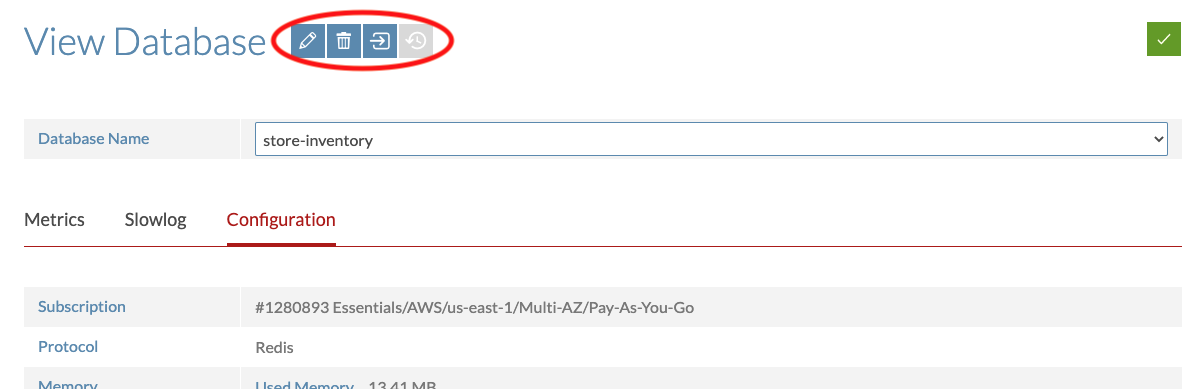 View Database
Database Name
store-inventory
Metrics Slowlog Configuration
Subscription #1280893 Essentials/AWS/us-east-1/Multi-AZ/Pay-As-You-Go
Protocol Redis
Memory Used Memory 13.41 MB